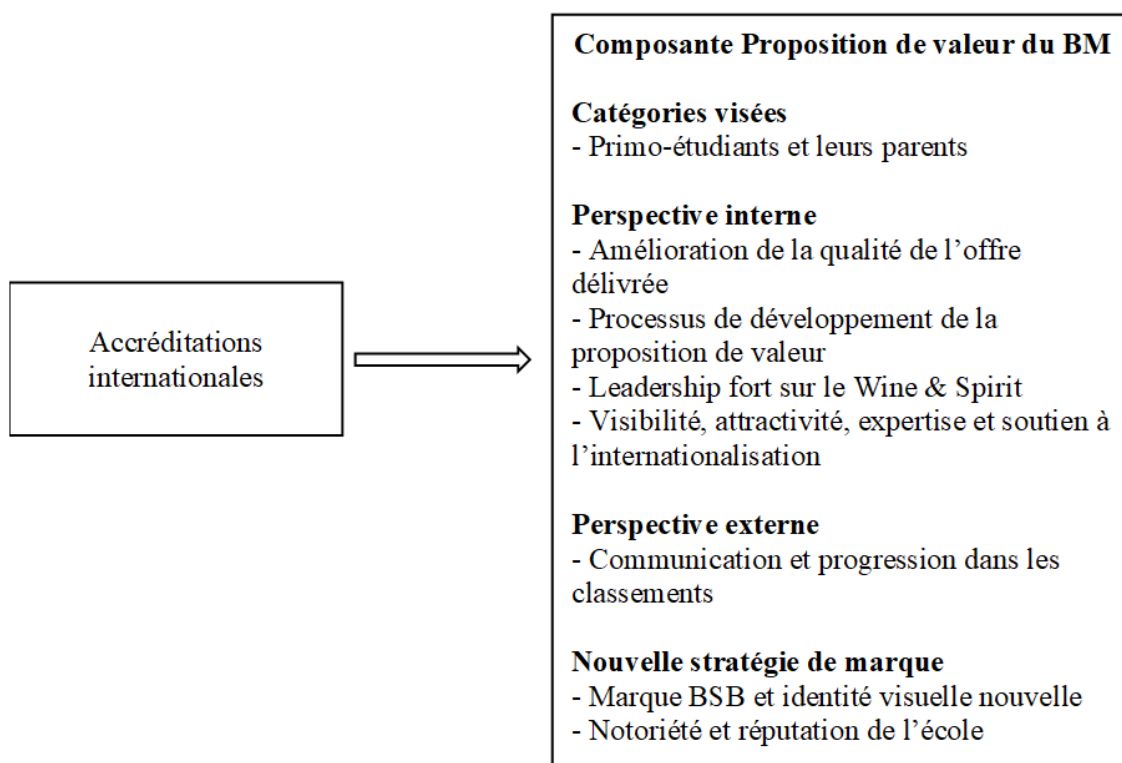 Accréditations
internationales
Composante Proposition de valeur du BM
Catégories visées
- Primo-étudiants et leurs parents
Perspective interne
- Amélioration de la qualité de l’offre
délivrée
- Processus de développement de la
proposition de valeur
- Leadership fort sur le Wine & Spirit
- Visibilité, attractivité, expertise et soutien à
l’internationalisation
Perspective externe
- Communication et progression dans les
classements
Nouvelle stratégie de marque
- Marque BSB et identité visuelle nouvelle
- Notoriété et réputation de l’école